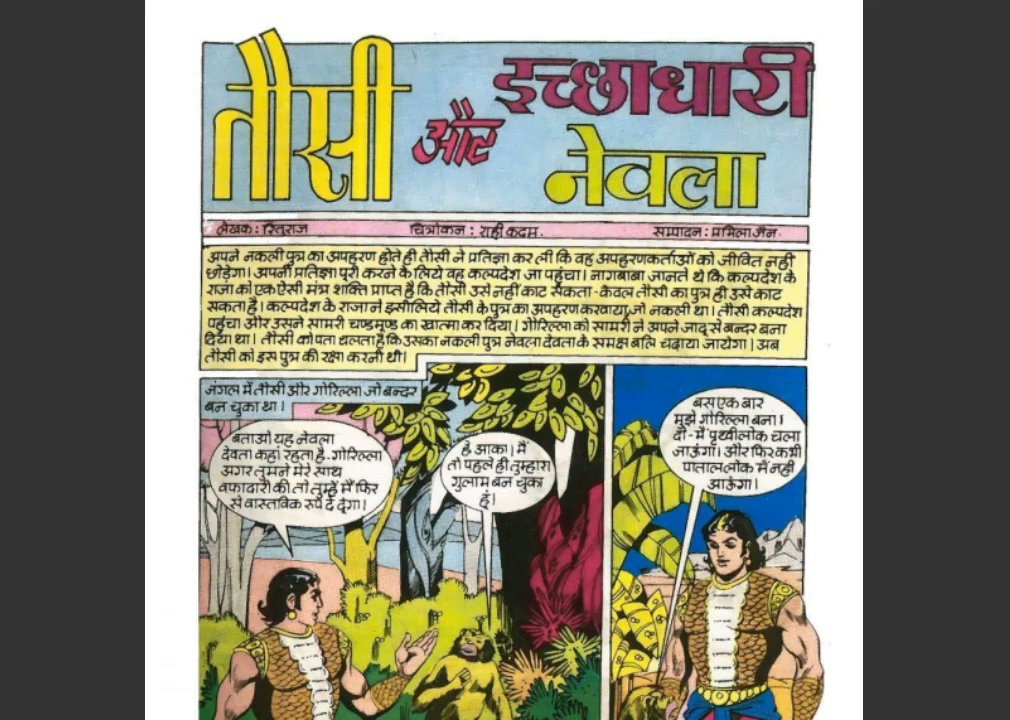 तौसी
और
इच्छाधारी
नेवला
लेखक : रितुराज चित्रांकन : राही कदम. सम्पादन : प्रमिला जैन.
अपने नकली पुत्र का अपहरण होते ही तौसी ने प्रतिज्ञा कर ली कि वह अपहरणकर्ताओं को जीवित नही
छोड़ेगा। अपनी प्रतिज्ञा पूरी करने के लिये वह कल्पदेश जा पहुंचा। नागबाबा जानते थे कि कल्पदेश के
राजा को एक ऐसी मंत्र शक्ति प्राप्त है कि तौसी उसे नहीं काट सकता - केवल तौसी का पुत्र ही उसे काट
सकता है। कल्पदेश के राजा ने इसीलिये तौसी के पुत्र का अपहरण करवाया, जो नकली था। तौसी कल्पदेश
पहुंचा और उसने सामरी चण्डमुण्ड का खात्मा कर दिया। गोरिल्ला को सामरी ने अपने जादू से बन्दर बना
दिया था। तौसी को पता चलता है कि उसका नकली पुत्र नेवला देवता के समक्ष बलि चढ़ाया जायेगा। अब
तौसी को इस पुत्र की रक्षा करनी थी।
जंगल में तौसी और गोरिल्ला जो बन्दर
बन चुका था।
बताओ यह नेवला
देवता कहां रहता है - गोरिल्ला
अगर तुमने मेरे साथ
वफादारी की तो तुम्हें मैं फिर
से वास्तविक रूप दे दूंगा।
हे आका। मैं
तो पहले ही तुम्हारा
गुलाम बन चुका
हूं।
बस एक बार
मुझे गोरिल्ला बना।
दो - मैं पृथ्वीलोक चला
जाऊंगा। और फिर कभी
पाताललोक में नही
आऊंगा।